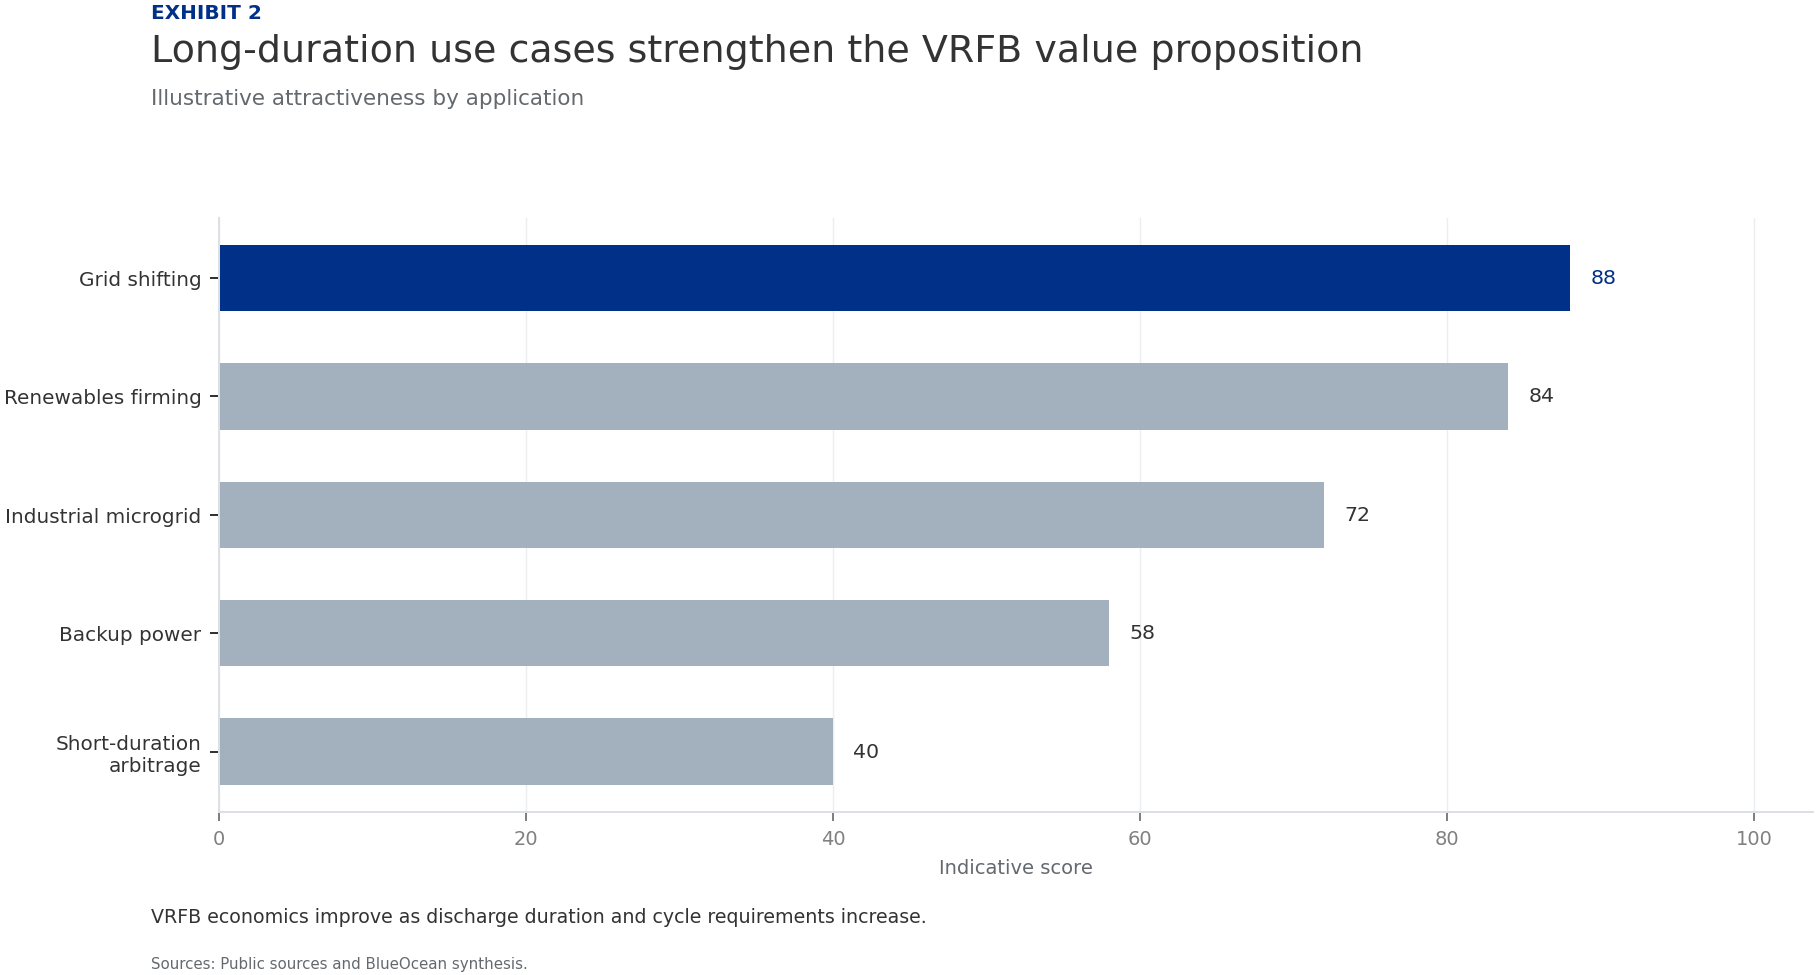 EXHIBIT 2
Long-duration use cases strengthen the VRFB value proposition
Illustrative attractiveness by application
Grid shifting
88
Renewables firming
84
Industrial microgrid
72
Backup power
58
Short-duration
arbitrage
40
0 20 40 60 80 100
Indicative score
VRFB economics improve as discharge duration and cycle requirements increase.
Sources: Public sources and BlueOcean synthesis.